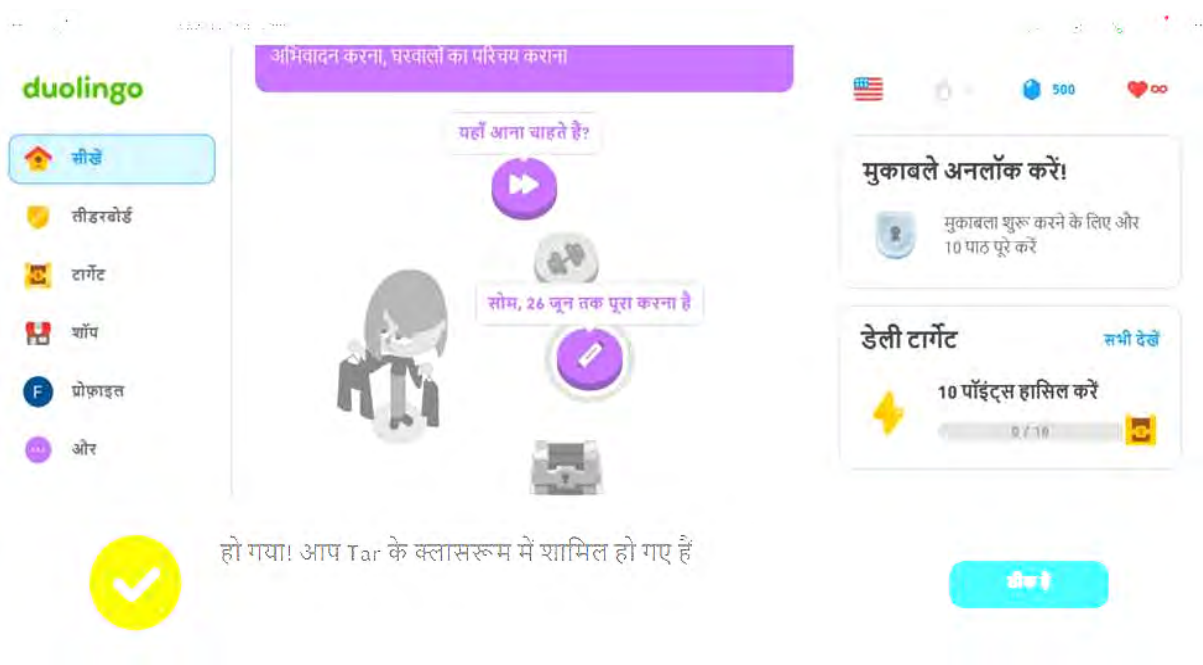 अभिवादन करना, घरवालों का परिचय कराना
duolingo
500
यहाँ आना चाहते हैं?
सीखें
मुकाबले अनलॉक करें!
लीडरबोर्ड
मुकाबला शुरू करने के लिए और
10 पाठ पूरे करें
टार्गेट
सोम, 26 जून तक पूरा करना है
शॉप
डेली टार्गेट
सभी देखें
F
प्रोफ़ाइल
10 पॉइंट्स हासिल करें
0 / 10
और
हो गया! आप Tar के क्लासरूम में शामिल हो गए हैं
ठीक है